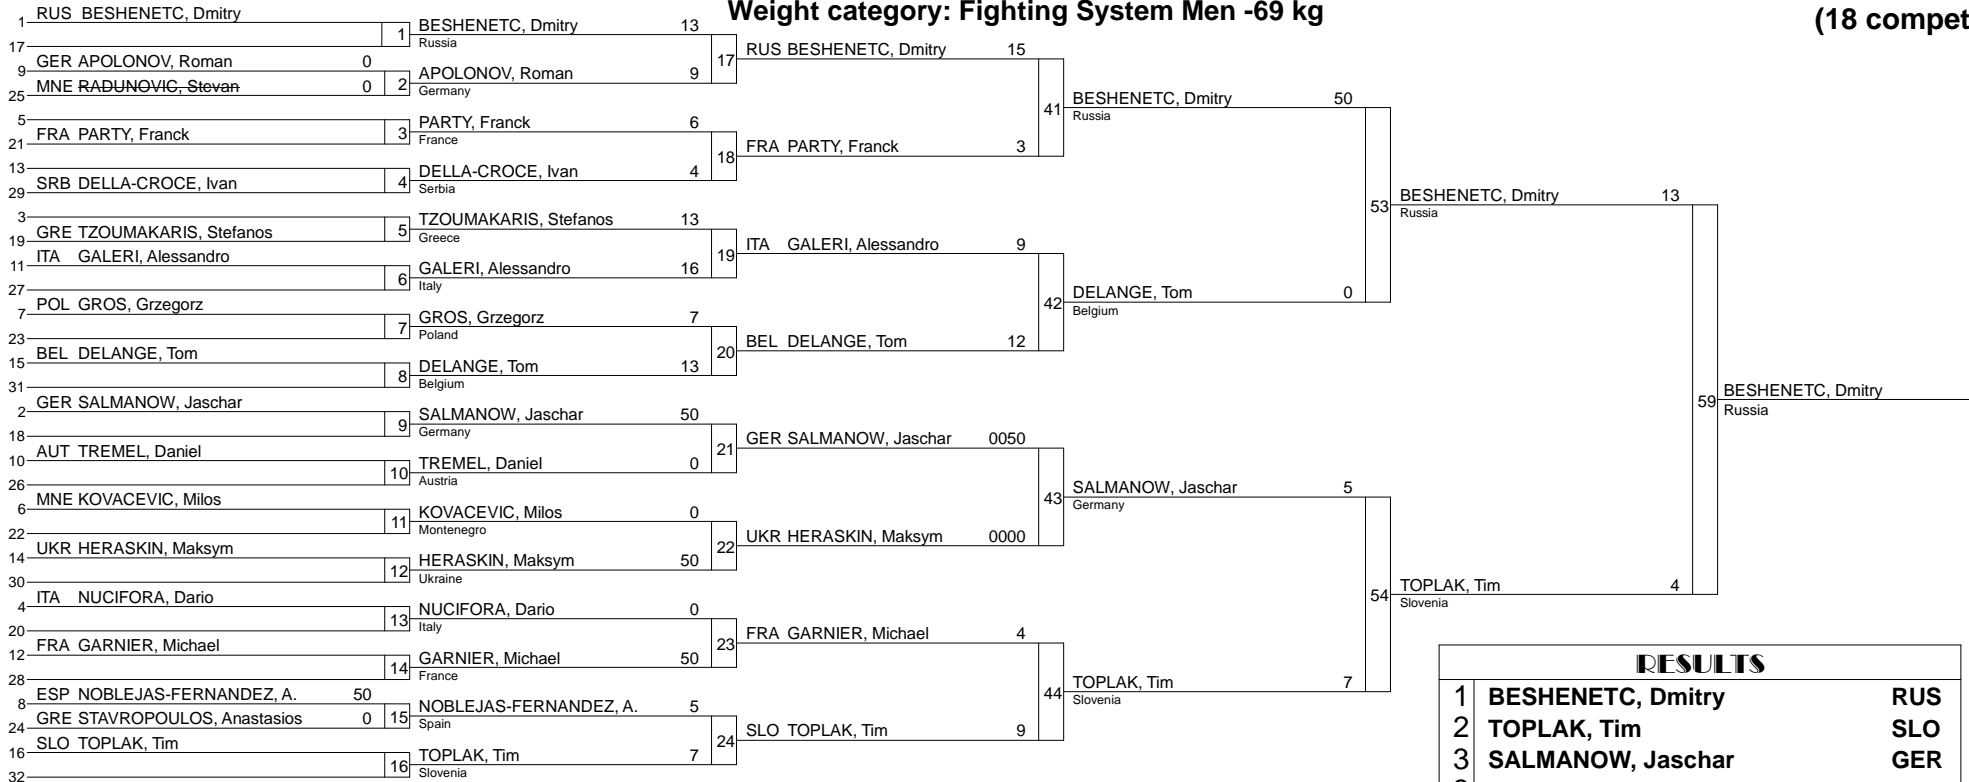 Weight category: Fighting System Men -69 kg
(18 compet
1 RUS BESHENETC, Dmitry
17
1
9 GER APOLONOV, Roman 0
25 MNE RADUNOVIC, Stevan 0
2
5
21 FRA PARTY, Franck
3
13
29 SRB DELLA-CROCE, Ivan
4
3
19 GRE TZOUMAKARIS, Stefanos
5
11 ITA GALERI, Alessandro
27
6
7 POL GROS, Grzegorz
23
7
15 BEL DELANGE, Tom
31
8
2 GER SALMANOW, Jaschar
18
9
10 AUT TREMEL, Daniel
26
10
6 MNE KOVACEVIC, Milos
22
11
14 UKR HERASKIN, Maksym
30
12
4 ITA NUCIFORA, Dario
20
13
12 FRA GARNIER, Michael
28
14
8 ESP NOBLEJAS-FERNANDEZ, A. 50
24 GRE STAVROPOULOS, Anastasios 0
15
16 SLO TOPLAK, Tim
32
16
BESHENETC, Dmitry 13
Russia
17
APOLONOV, Roman 9
Germany
PARTY, Franck 6
France
18
DELLA-CROCE, Ivan 4
Serbia
TZOUMAKARIS, Stefanos 13
Greece
19
GALERI, Alessandro 16
Italy
GROS, Grzegorz 7
Poland
20
DELANGE, Tom 13
Belgium
SALMANOW, Jaschar 50
Germany
21
TREMEL, Daniel 0
Austria
KOVACEVIC, Milos 0
Montenegro
22
HERASKIN, Maksym 50
Ukraine
NUCIFORA, Dario 0
Italy
23
GARNIER, Michael 50
France
NOBLEJAS-FERNANDEZ, A. 5
Spain
24
TOPLAK, Tim 7
Slovenia
RUS BESHENETC, Dmitry 15
41
FRA PARTY, Franck 3
ITA GALERI, Alessandro 9
42
BEL DELANGE, Tom 12
GER SALMANOW, Jaschar 0050
43
UKR HERASKIN, Maksym 0000
FRA GARNIER, Michael 4
44
SLO TOPLAK, Tim 9
BESHENETC, Dmitry 50
Russia
53
DELANGE, Tom 0
Belgium
SALMANOW, Jaschar 5
Germany
54
TOPLAK, Tim 7
Slovenia
BESHENETC, Dmitry 13
Russia
59
TOPLAK, Tim 4
Slovenia
BESHENETC, Dmitry
Russia
RESULTS
1 BESHENETC, Dmitry RUS
2 TOPLAK, Tim SLO
3 SALMANOW, Jaschar GER